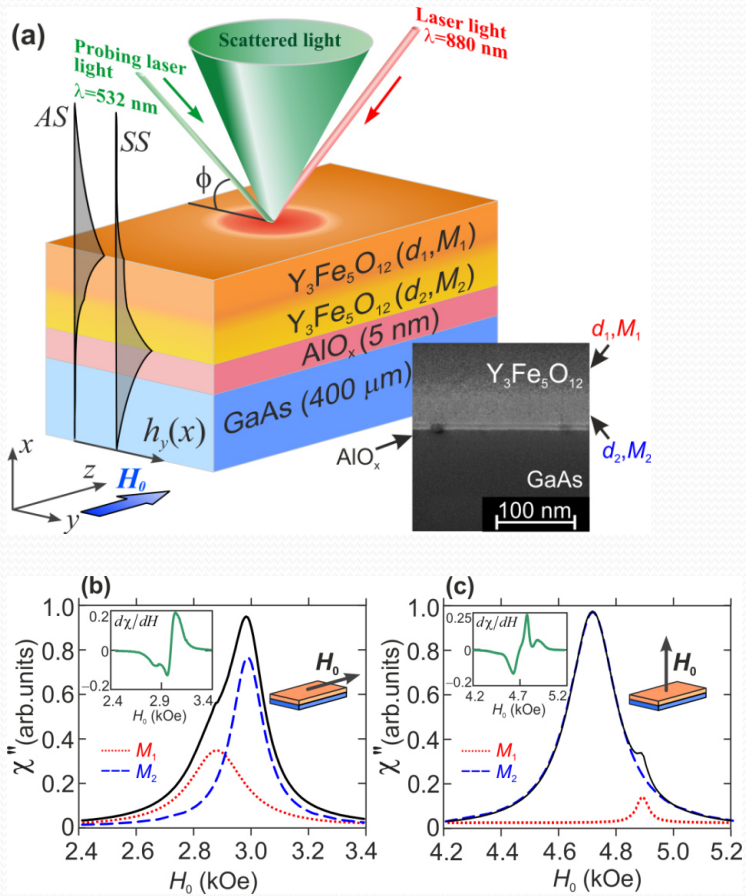 (a)
Scattered light
Laser light
λ=880 nm
Probing laser
light
λ=532 nm
AS
SS
ϕ
Y₃Fe₅O₁₂ (d₁,M₁)
Y₃Fe₅O₁₂ (d₂,M₂)
AlOₓ (5 nm)
GaAs (400 μm)
hᵧ(x)
x
z
y
H₀
d₁,M₁
Y₃Fe₅O₁₂
d₂,M₂
AlOₓ
GaAs
100 nm
(b)
χ"(arb.units)
1.0
0.8
0.6
0.4
0.2
0
0.2
0
−0.2
dχ/dH
2.4 2.9 3.4
H₀ (kOe)
H₀
M₁
M₂
2.4 2.6 2.8 3.0 3.2 3.4
H₀ (kOe)
(c)
χ"(arb.units)
1.0
0.8
0.6
0.4
0.2
0
0.25
0
−0.2
dχ/dH
4.2 4.7 5.2
H₀ (kOe)
H₀
M₁
M₂
4.2 4.4 4.6 4.8 5.0 5.2
H₀ (kOe)